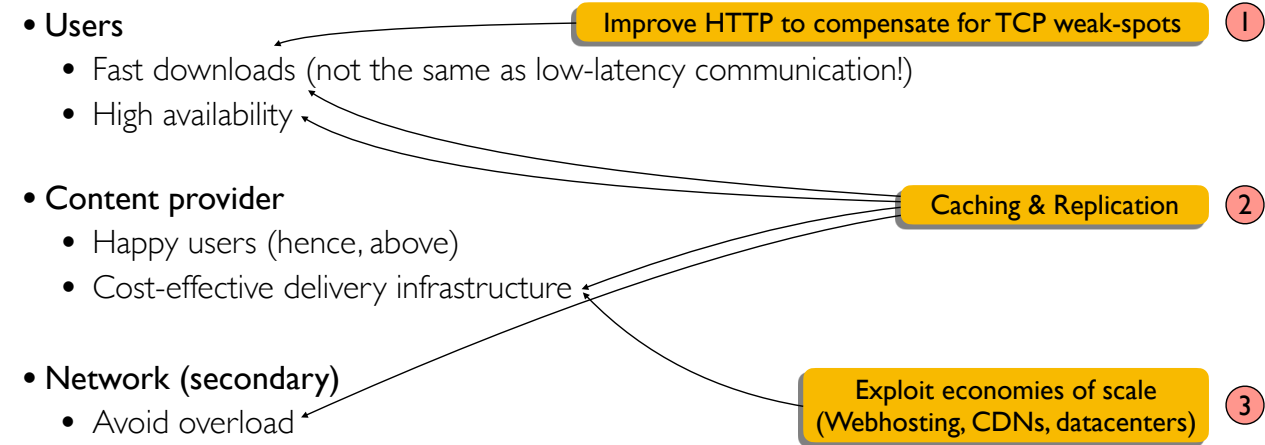 • Users
Improve HTTP to compensate for TCP weak-spots
1
• Fast downloads (not the same as low-latency communication!)
• High availability
• Content provider
Caching & Replication
2
• Happy users (hence, above)
• Cost-effective delivery infrastructure
• Network (secondary)
Exploit economies of scale
(Webhosting, CDNs, datacenters)
3
• Avoid overload